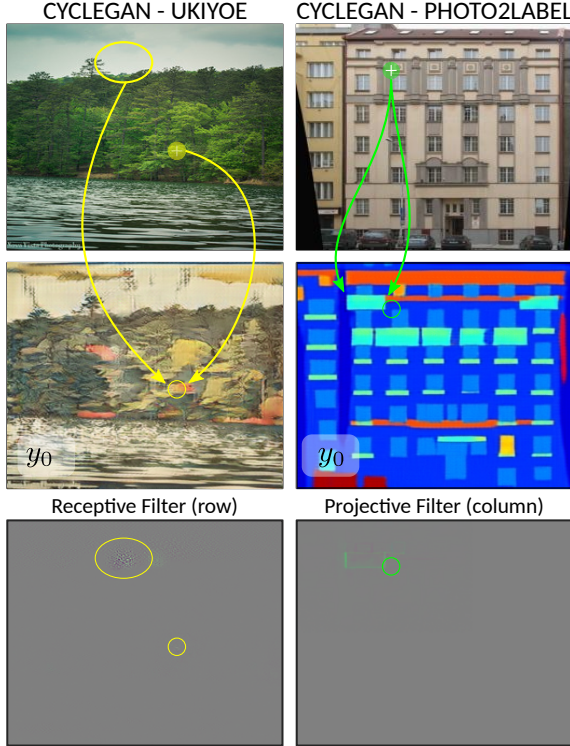 CYCLEGAN - UKIYOE
CYCLEGAN - PHOTO2LABEL
y₀
y₀
Receptive Filter (row)
Projective Filter (column)